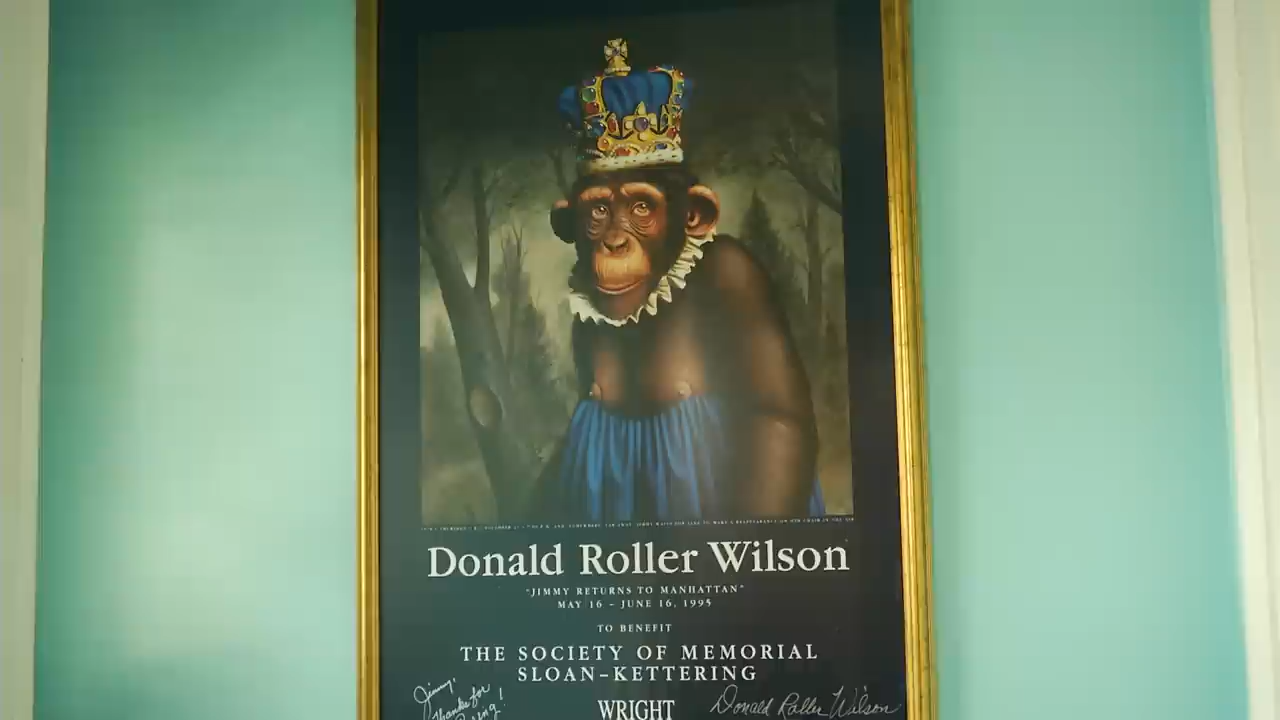 Donald Roller Wilson
"JIMMY RETURNS TO MANHATTAN"
MAY 16 - JUNE 16, 1995
TO BENEFIT
THE SOCIETY OF MEMORIAL
SLOAN-KETTERING
Jimmy,
Thanks for
WRIGHT
Donald Roller Wilson